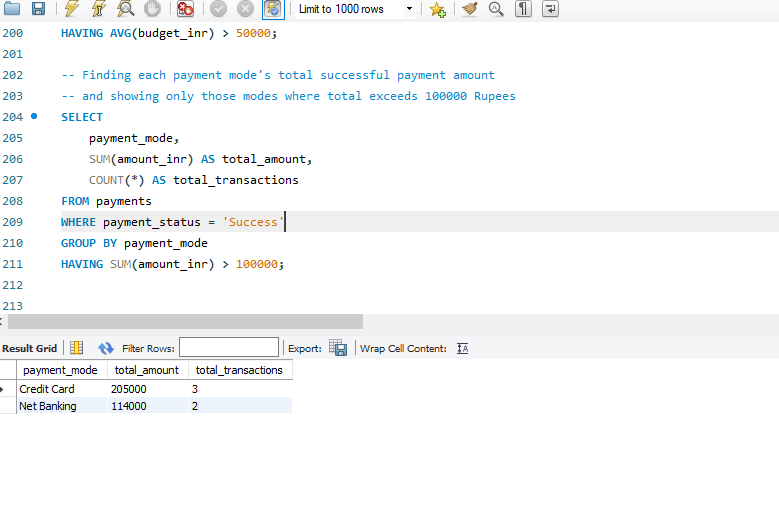 Limit to 1000 rows
200 HAVING AVG(budget_inr) > 50000;
201
202 -- Finding each payment mode's total successful payment amount
203 -- and showing only those modes where total exceeds 100000 Rupees
204 SELECT
205 payment_mode,
206 SUM(amount_inr) AS total_amount,
207 COUNT(*) AS total_transactions
208 FROM payments
209 WHERE payment_status = 'Success'
210 GROUP BY payment_mode
211 HAVING SUM(amount_inr) > 100000;
212
213
Result Grid Filter Rows: Export: Wrap Cell Content:
payment_mode total_amount total_transactions
Credit Card 205000 3
Net Banking 114000 2